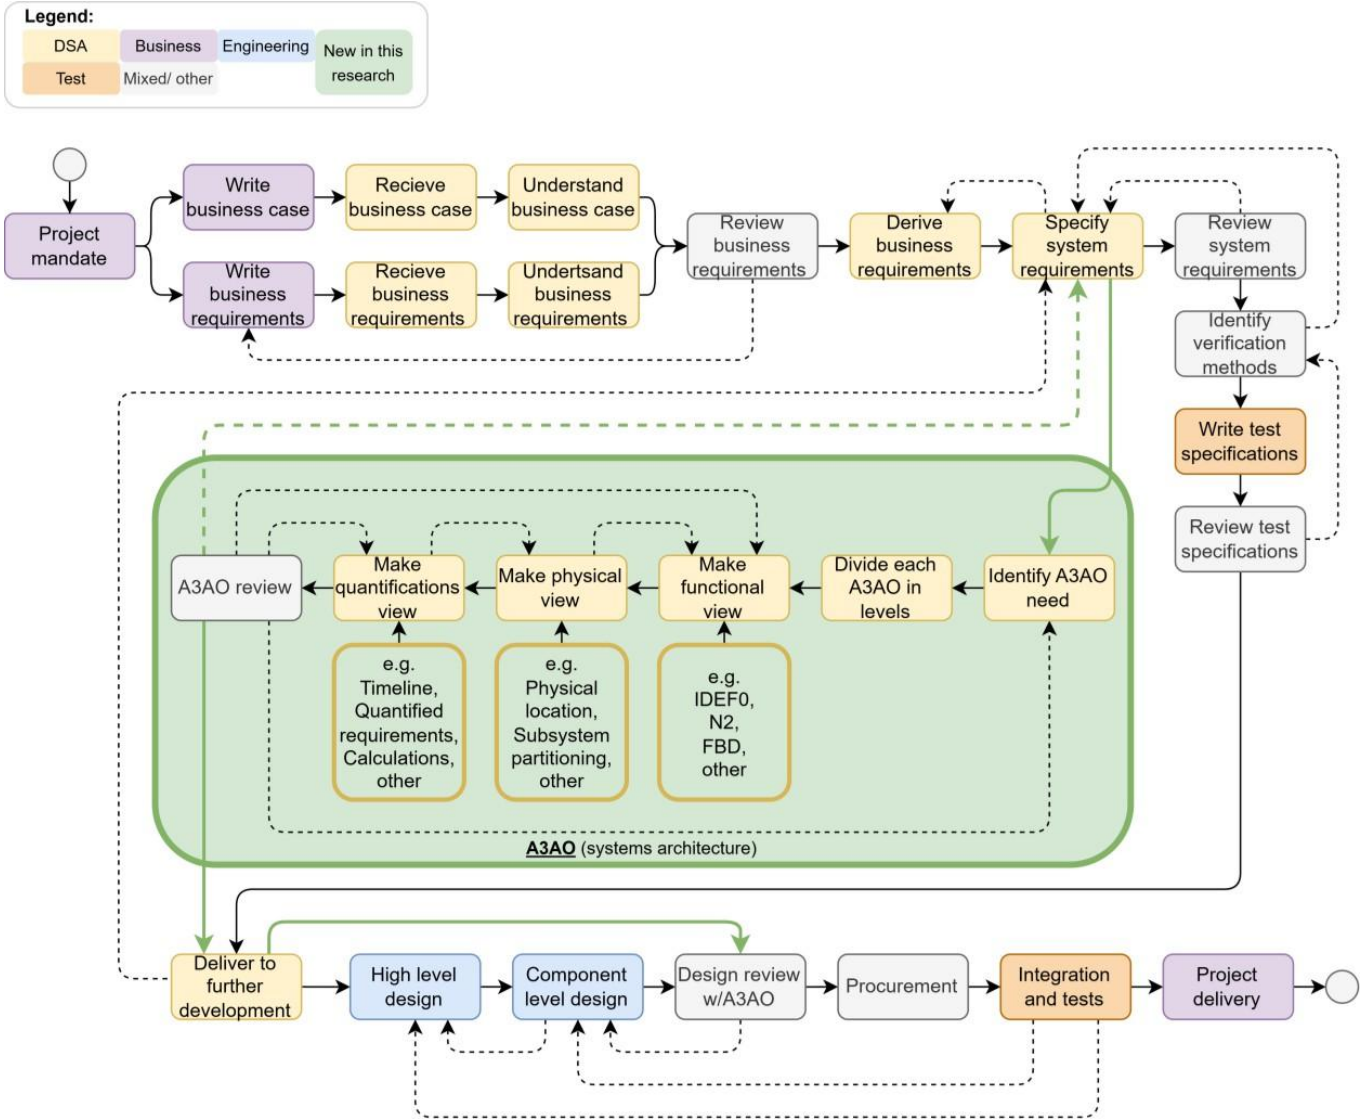 Legend:
DSA
Business
Engineering
New in this
research
Test
Mixed/ other
Project
mandate
Write
business case
Recieve
business case
Understand
business case
Write
business
requirements
Recieve
business
requirements
Undertsand
business
requirements
Review
business
requirements
Derive
business
requirements
Specify
system
requirements
Review
system
requirements
Identify
verification
methods
Write test
specifications
Review test
specifications
A3AO review
Make
quantifications
view
Make physical
view
Make
functional
view
Divide each
A3AO in
levels
Identify A3AO
need
e.g.
Timeline,
Quantified
requirements,
Calculations,
other
e.g.
Physical
location,
Subsystem
partitioning,
other
e.g.
IDEF0,
N2,
FBD,
other
A3AO (systems architecture)
Deliver to
further
development
High level
design
Component
level design
Design review
w/A3AO
Procurement
Integration
and tests
Project
delivery